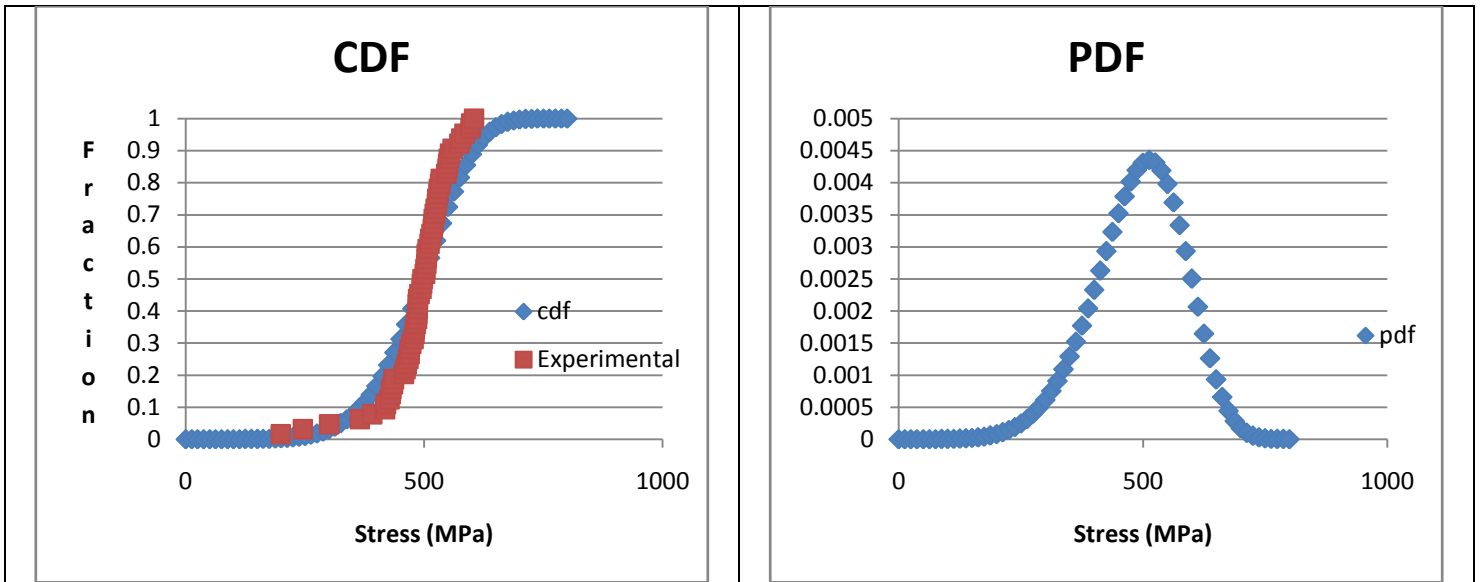 CDF
1
0.9
0.8
0.7
0.6
0.5
0.4
0.3
0.2
0.1
0
F
r
a
c
t
i
o
n
0 500 1000
Stress (MPa)
cdf
Experimental
PDF
0.005
0.0045
0.004
0.0035
0.003
0.0025
0.002
0.0015
0.001
0.0005
0
0 500 1000
Stress (MPa)
pdf